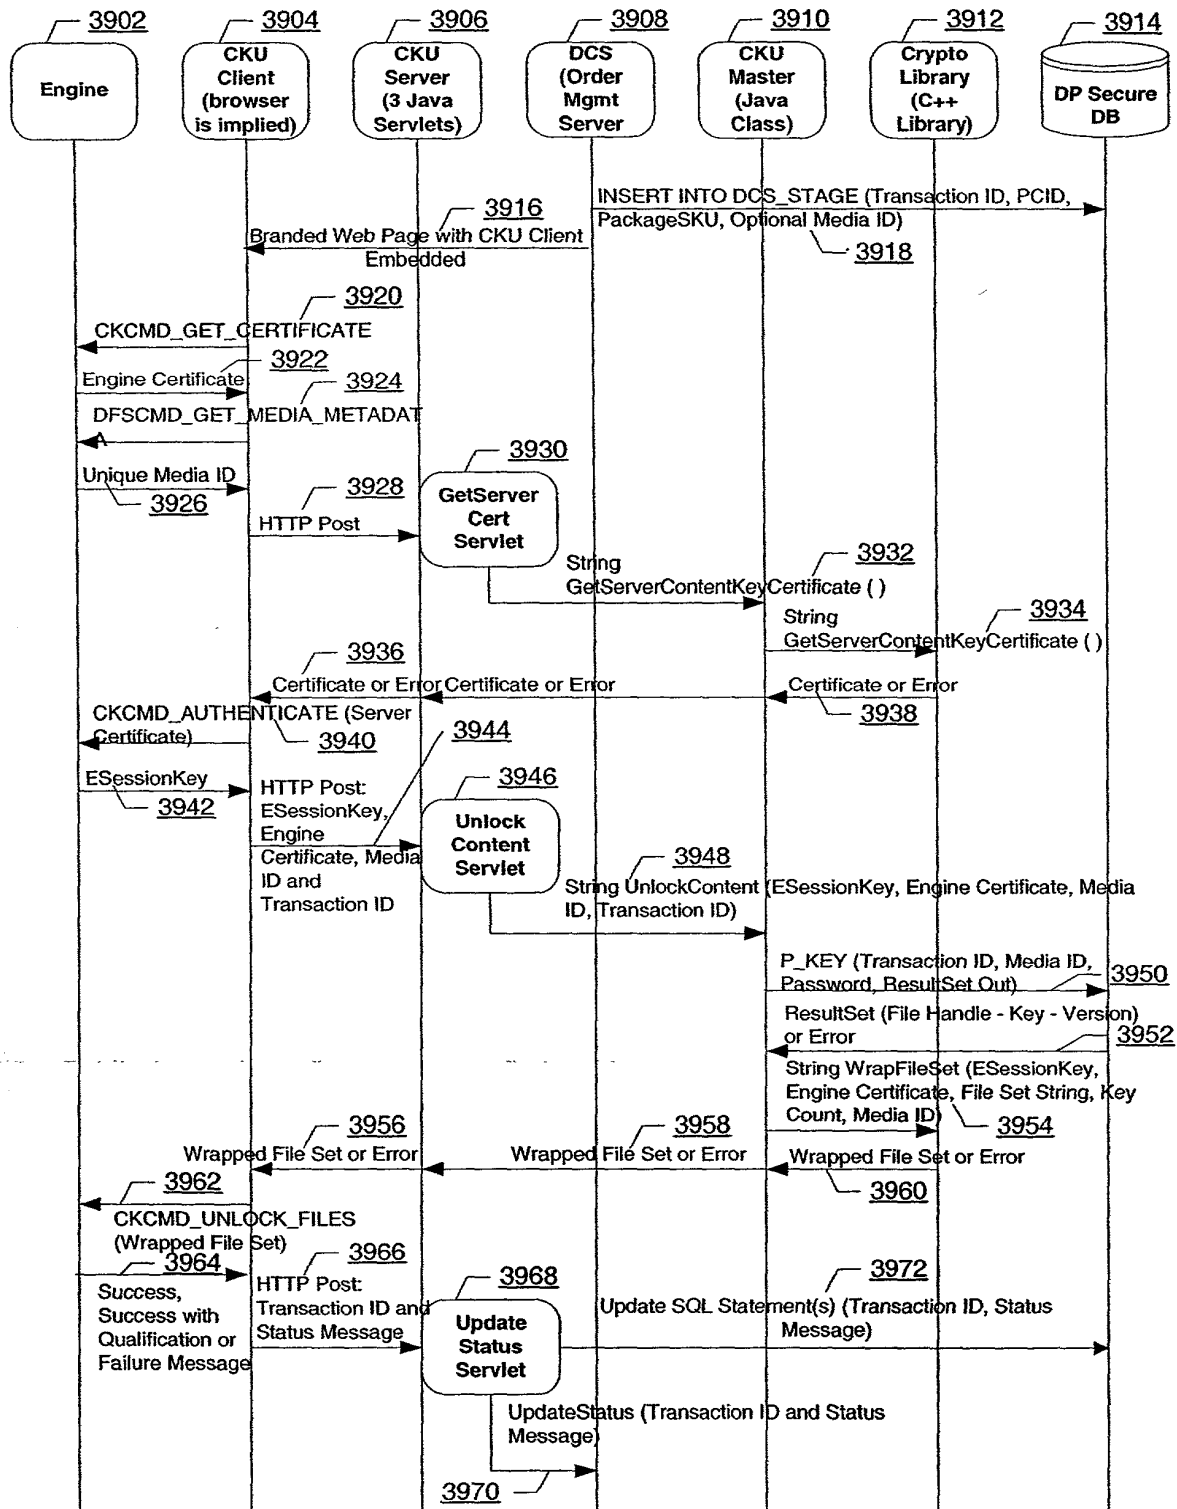 3902
3904
3906
3908
3910
3912
3914
Engine
CKU
Client
(browser
is implied)
CKU
Server
(3 Java
Servlets)
DCS
(Order
Mgmt
Server
CKU
Master
(Java
Class)
Crypto
Library
(C++
Library)
DP Secure
DB
INSERT INTO DCS_STAGE (Transaction ID, PCID,
PackageSKU, Optional Media ID)
3918
3916
Branded Web Page with CKU Client
Embedded
3920
CKCMD_GET_CERTIFICATE
3922
Engine Certificate
3924
DFSCMD_GET_MEDIA_METADAT
A
Unique Media ID
3926
3928
HTTP Post
3930
GetServer
Cert
Servlet
3932
String
GetServerContentKeyCertificate ( )
3934
String
GetServerContentKeyCertificate ( )
3936
Certificate or Error
Certificate or Error
Certificate or Error
3938
CKCMD_AUTHENTICATE (Server
Certificate)
3940
3944
ESessionKey
3942
HTTP Post:
ESessionKey,
Engine
Certificate, Media
ID and
Transaction ID
3946
Unlock
Content
Servlet
3948
String UnlockContent (ESessionKey, Engine Certificate, Media
ID, Transaction ID)
P_KEY (Transaction ID, Media ID,
Password, ResultSet Out)
3950
ResultSet (File Handle - Key - Version)
or Error
3952
String WrapFileSet (ESessionKey,
Engine Certificate, File Set String, Key
Count, Media ID)
3954
3956
Wrapped File Set or Error
3958
Wrapped File Set or Error
Wrapped File Set or Error
3960
3962
CKCMD_UNLOCK_FILES
(Wrapped File Set)
3964
Success,
Success with
Qualification or
Failure Message
3966
HTTP Post:
Transaction ID and
Status Message
3968
Update
Status
Servlet
3972
Update SQL Statement(s) (Transaction ID, Status
Message)
UpdateStatus (Transaction ID and Status
Message)
3970